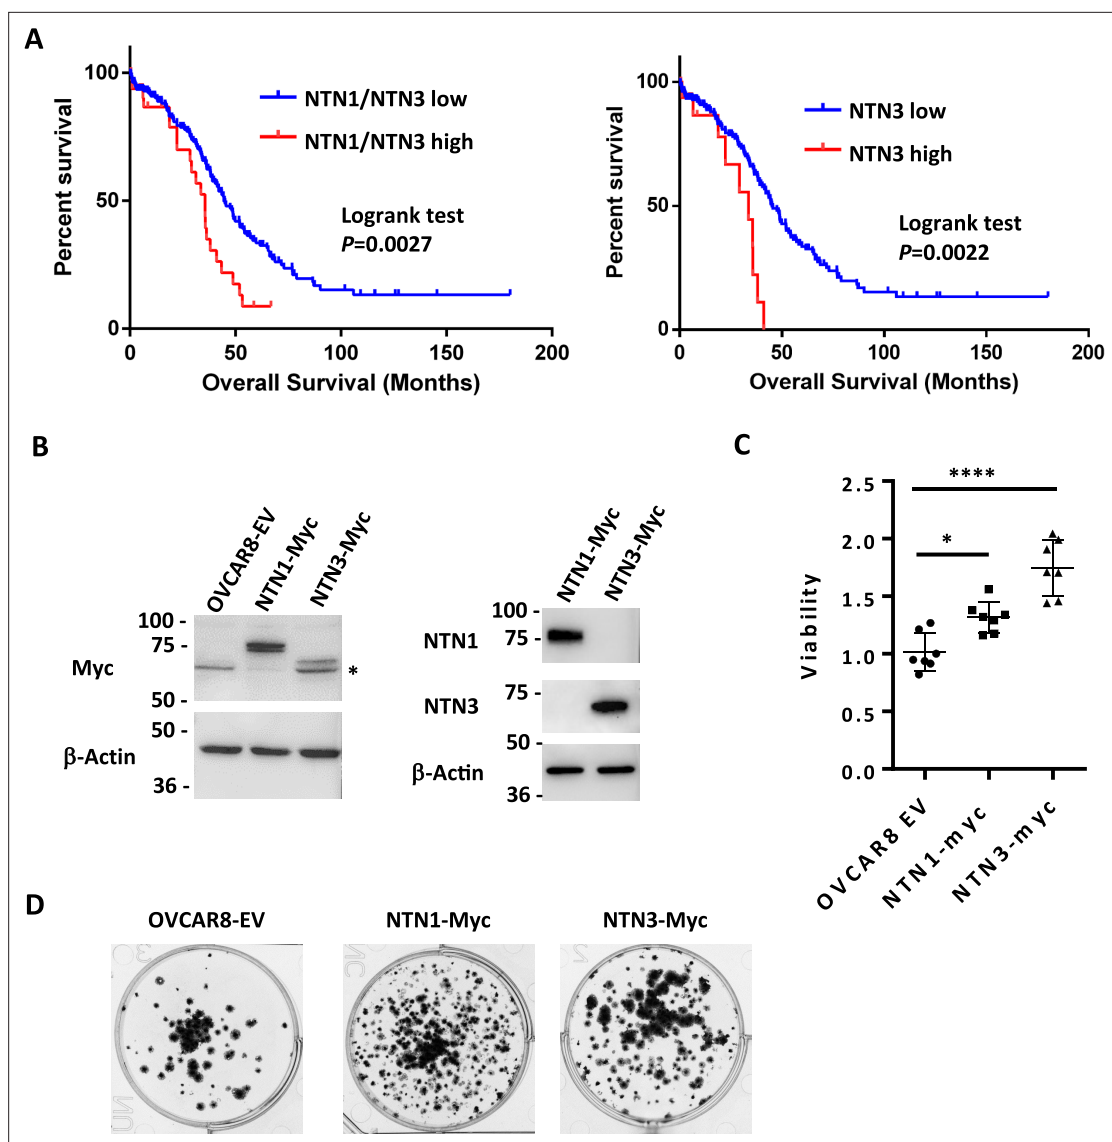 A
100
50
0
Percent survival
NTN1/NTN3 low
NTN1/NTN3 high
Logrank test
P=0.0027
0 50 100 150 200
Overall Survival (Months)
100
50
0
Percent survival
NTN3 low
NTN3 high
Logrank test
P=0.0022
0 50 100 150 200
Overall Survival (Months)
B
OVCAR8-EV
NTN1-Myc
NTN3-Myc
100 -
75 -
Myc
*
50 -
50 -
β-Actin
36 -
NTN1-Myc
NTN3-Myc
100 -
NTN1
75 -
75 -
NTN3
50 -
β-Actin
36 -
C
****
*
2.5
2.0
1.5
1.0
0.5
0.0
Viability
OVCAR8 EV
NTN1-myc
NTN3-myc
D
OVCAR8-EV
NTN1-Myc
NTN3-Myc